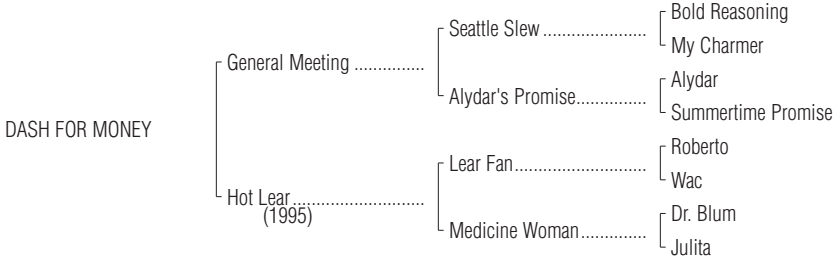 Bold Reasoning
Seattle Slew ......................
My Charmer
General Meeting ...............
Alydar
Alydar's Promise...............
Summertime Promise
DASH FOR MONEY
Roberto
Lear Fan............................
Wac
Hot Lear............................
(1995)
Dr. Blum
Medicine Woman..............
Julita